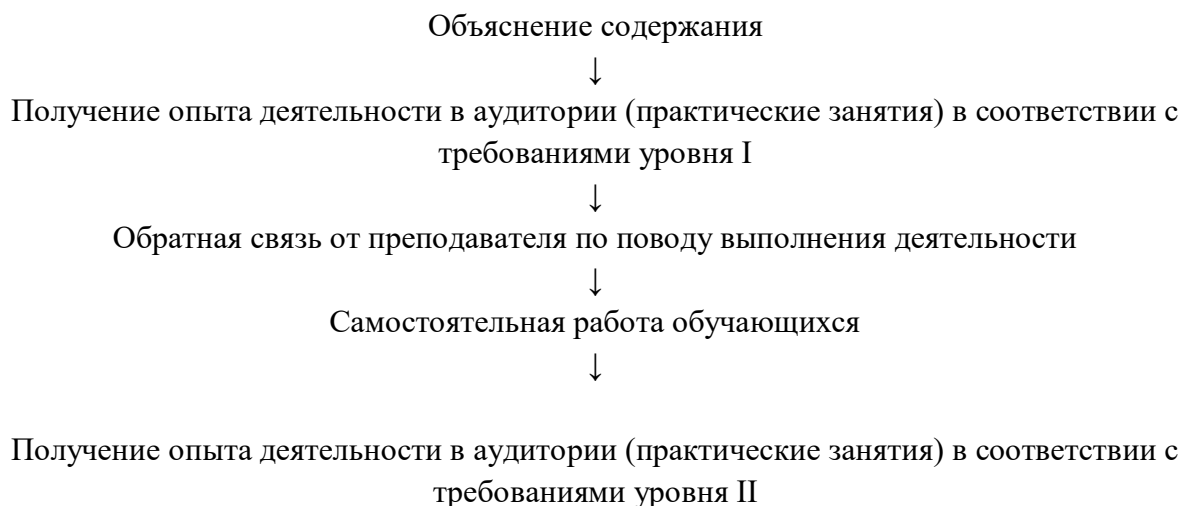 Объяснение содержания
↓
Получение опыта деятельности в аудитории (практические занятия) в соответствии с
требованиями уровня I
↓
Обратная связь от преподавателя по поводу выполнения деятельности
↓
Самостоятельная работа обучающихся
↓
Получение опыта деятельности в аудитории (практические занятия) в соответствии с
требованиями уровня II